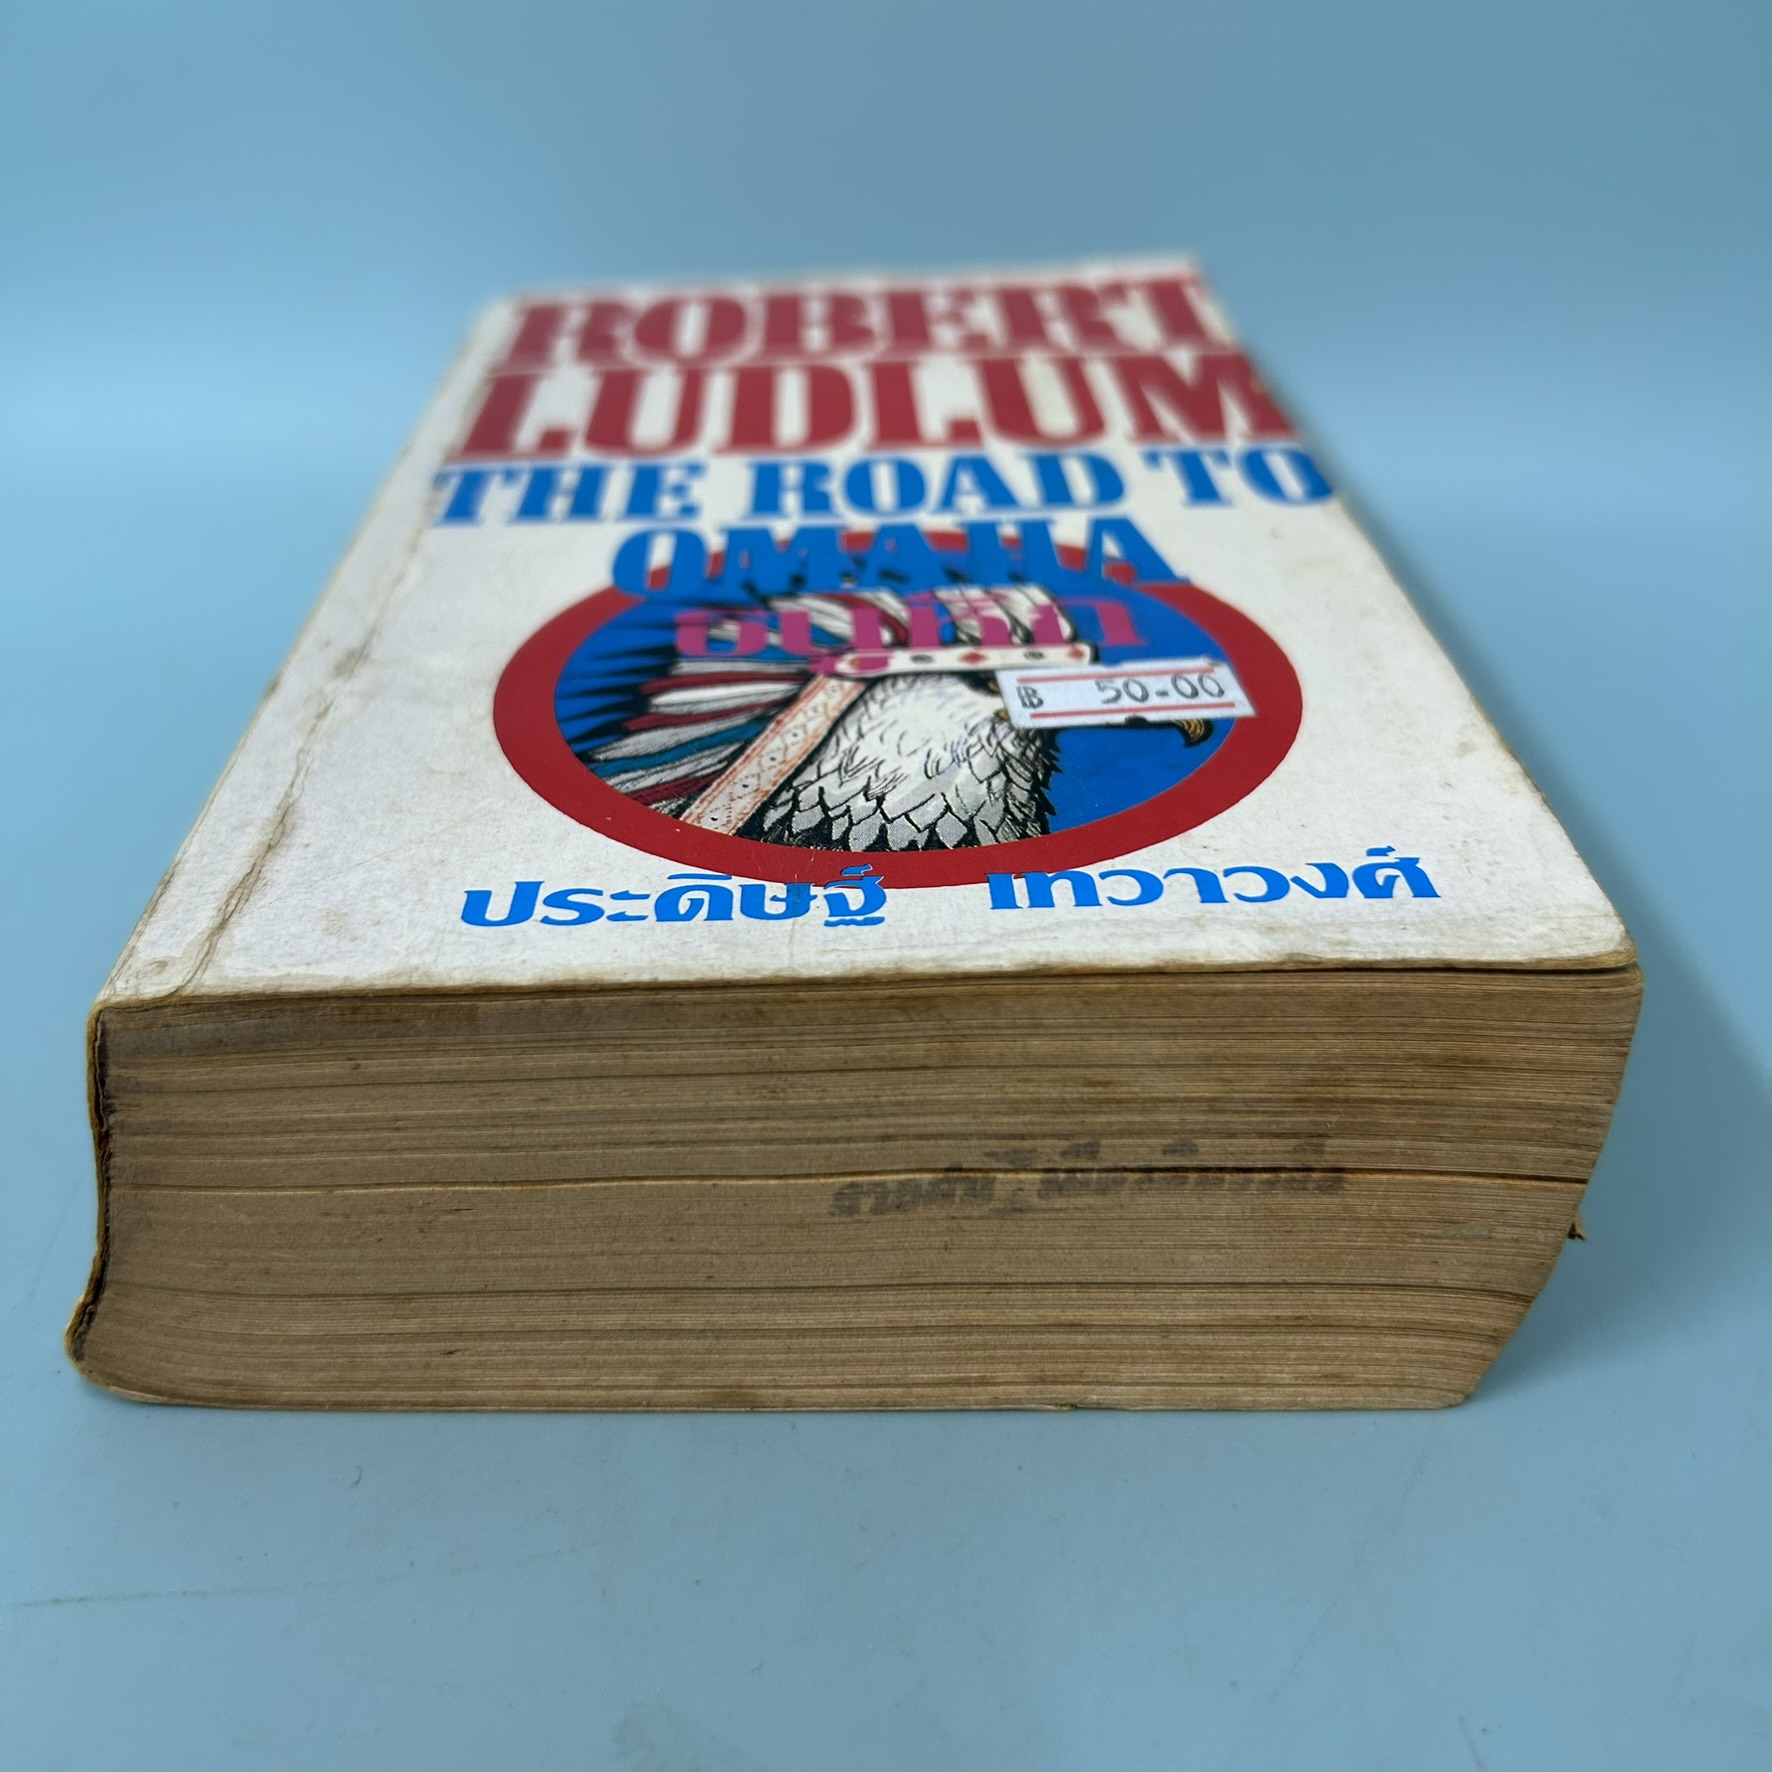 ROBERT
LUDLUM
THE ROAD TO
OMAHA
฿ 50.00
ประดิษฐ์ เทวาวงศ์